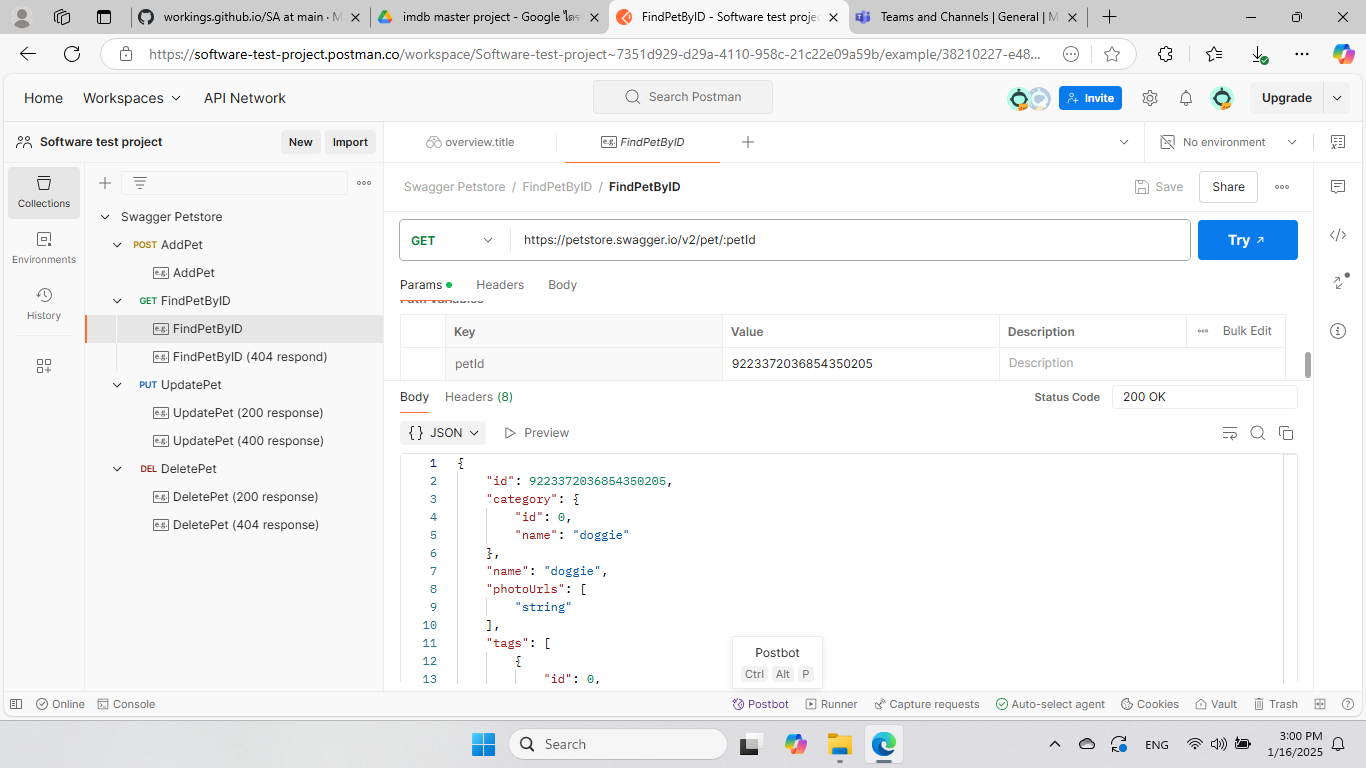 workings.github.io/SA at main · M
imdb master project - Google ไดร
FindPetByID - Software test projec
Teams and Channels | General | M
https://software-test-project.postman.co/workspace/Software-test-project~7351d929-d29a-4110-958c-21c22e09a59b/example/38210227-e48...
Home Workspaces API Network
Search Postman
Invite
Upgrade
Software test project
New Import
overview.title
e.g. FindPetByID
No environment
Collections
Environments
History
Swagger Petstore
POST AddPet
e.g. AddPet
GET FindPetByID
e.g. FindPetByID
e.g. FindPetByID (404 respond)
PUT UpdatePet
e.g. UpdatePet (200 response)
e.g. UpdatePet (400 response)
DEL DeletePet
e.g. DeletePet (200 response)
e.g. DeletePet (404 response)
Swagger Petstore / FindPetByID / FindPetByID
Save Share
GET https://petstore.swagger.io/v2/pet/:petId
Try
Params Headers Body
Path Variables
Key Value Description Bulk Edit
petId 9223372036854350205 Description
Body Headers (8)
Status Code 200 OK
{} JSON Preview
1 {
2 "id": 9223372036854350205,
3 "category": {
4 "id": 0,
5 "name": "doggie"
6 },
7 "name": "doggie",
8 "photoUrls": [
9 "string"
10 ],
11 "tags": [
12 {
13 "id": 0,
Postbot
Ctrl Alt P
Online Console
Postbot Runner Capture requests Auto-select agent Cookies Vault Trash
Search
ENG
3:00 PM
1/16/2025